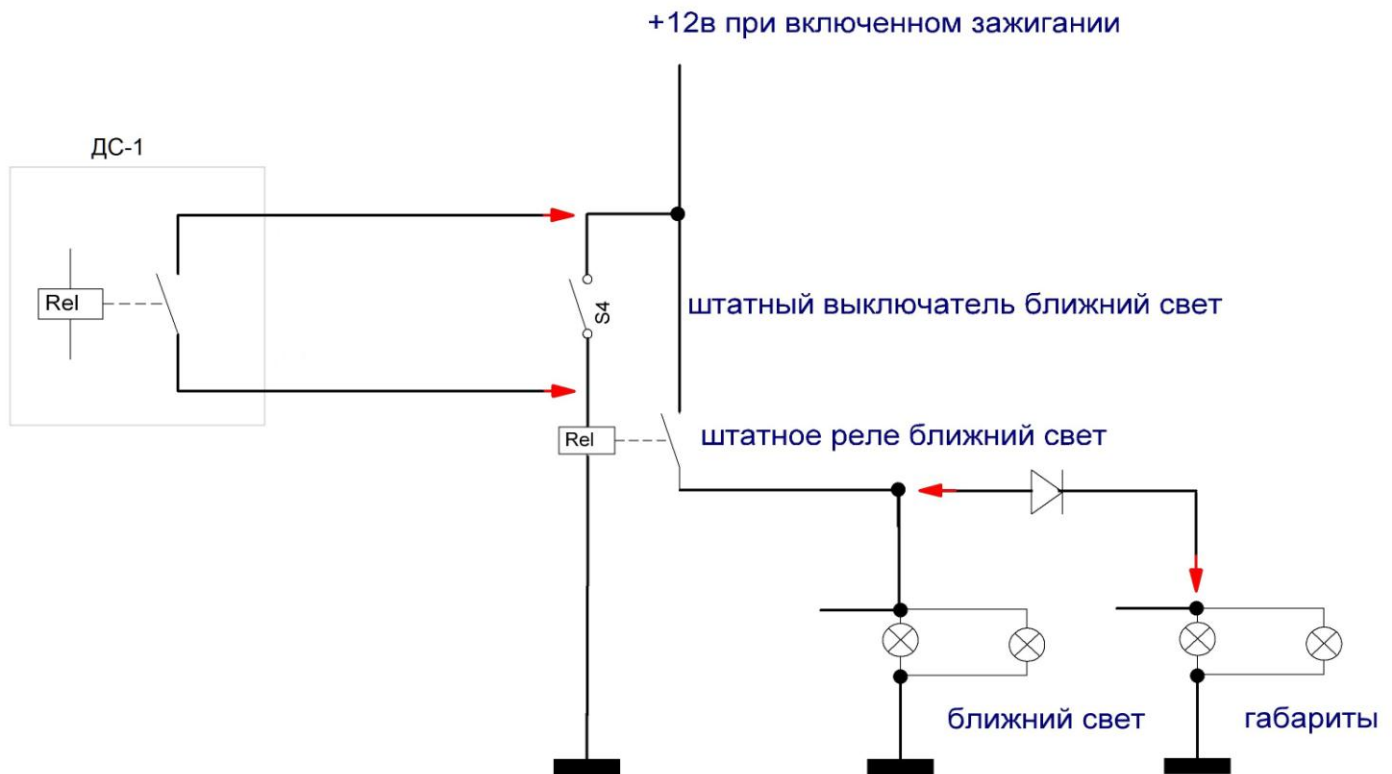 +12в при включенном зажигании
ДС-1
Rel
S4
штатный выключатель ближний свет
Rel
штатное реле ближний свет
ближний свет
габариты